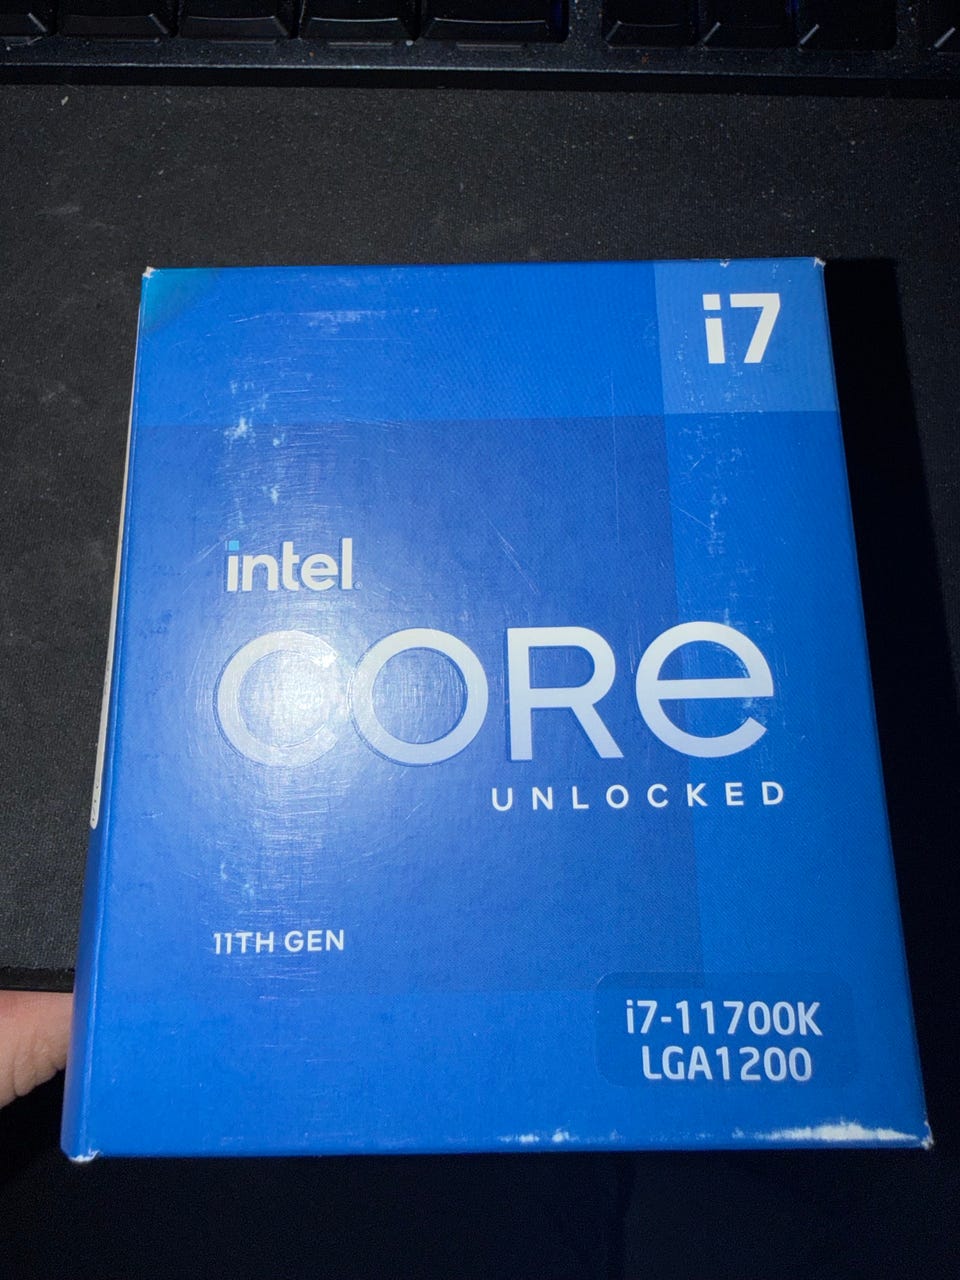 i7
intel
CORE
UNLOCKED
11TH GEN
i7-11700K
LGA1200